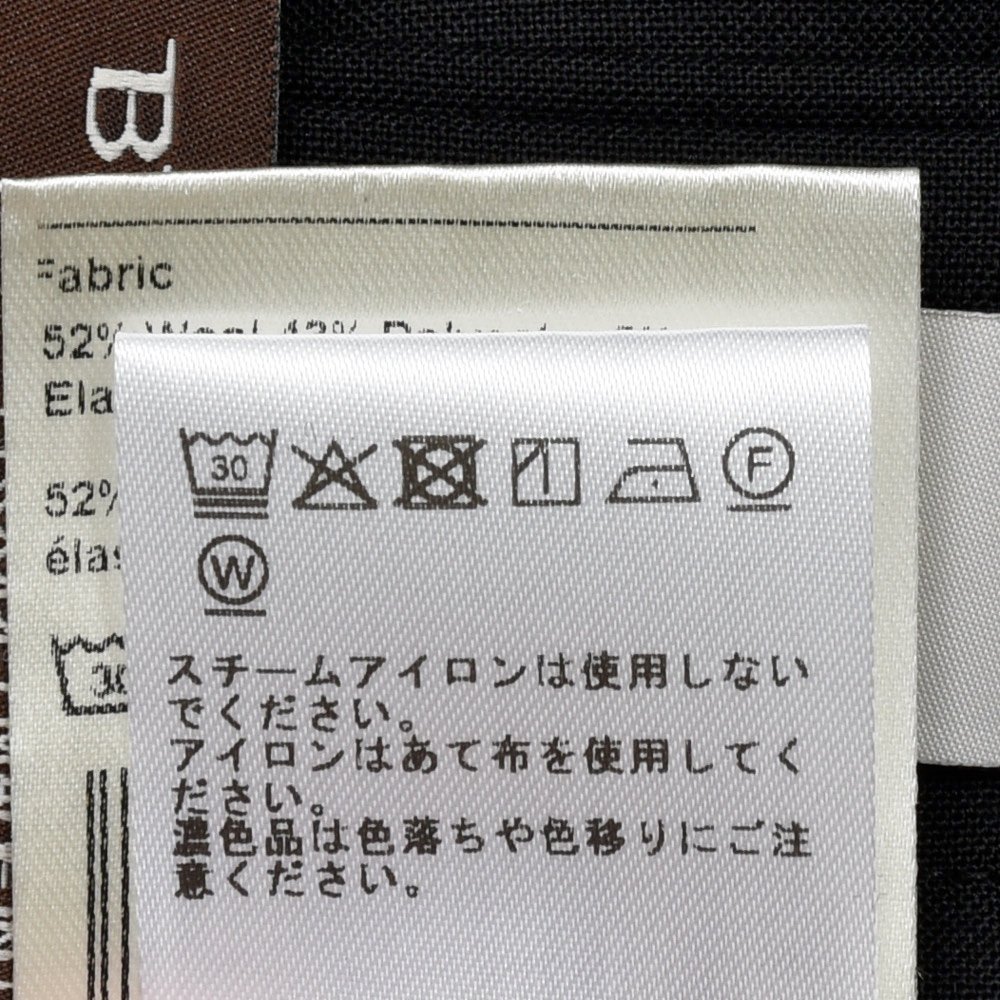 B
Fabric
52%
Ela
52%
élas
30
30
F
W
スチームアイロンは使用しない
でください。
アイロンはあて布を使用してく
ださい。
濃色品は色落ちや色移りにご注
意ください。